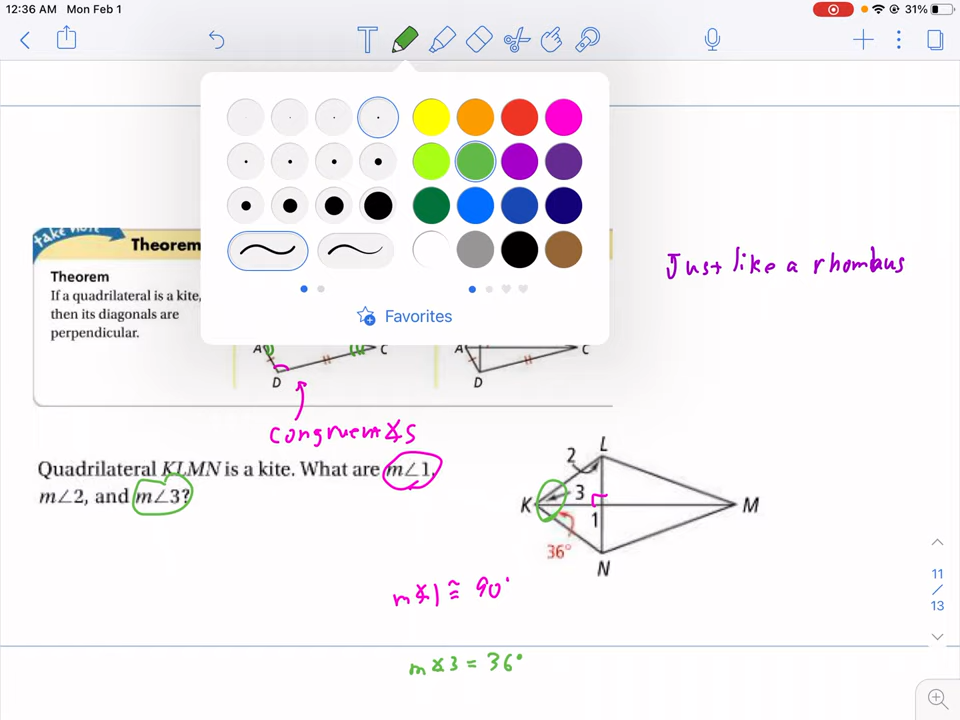 12:36 AM Mon Feb 1
31%
T
Favorites
take note
Theorem
Theorem
If a quadrilateral is a kite,
then its diagonals are
perpendicular.
A
C
D
A
C
D
Just like a rhombus
congruent ∡s
Quadrilateral KLMN is a kite. What are m∠1,
m∠2, and m∠3?
L
2
K
3
M
1
36°
N
m∡1 ≅ 90°
m∡3 = 36°
11
/
13